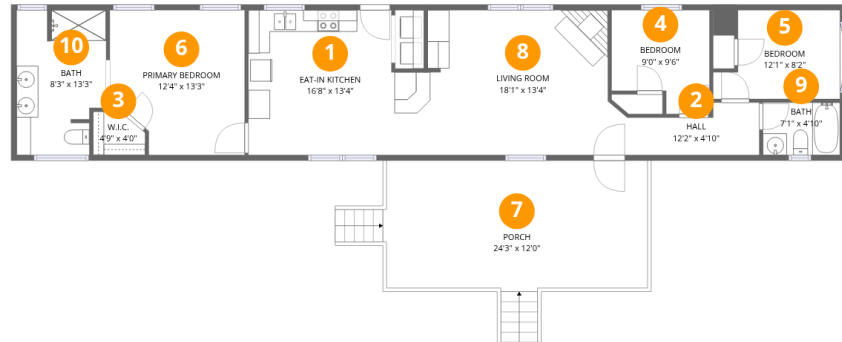 10
BATH
8'3" x 13'3"
6
PRIMARY BEDROOM
12'4" x 13'3"
3
W.I.C.
4'9" x 4'0"
1
EAT-IN KITCHEN
16'8" x 13'4"
8
LIVING ROOM
18'1" x 13'4"
4
BEDROOM
9'0" x 9'6"
5
BEDROOM
12'1" x 8'2"
2
HALL
12'2" x 4'10"
9
BATH
7'1" x 4'10"
7
PORCH
24'3" x 12'0"